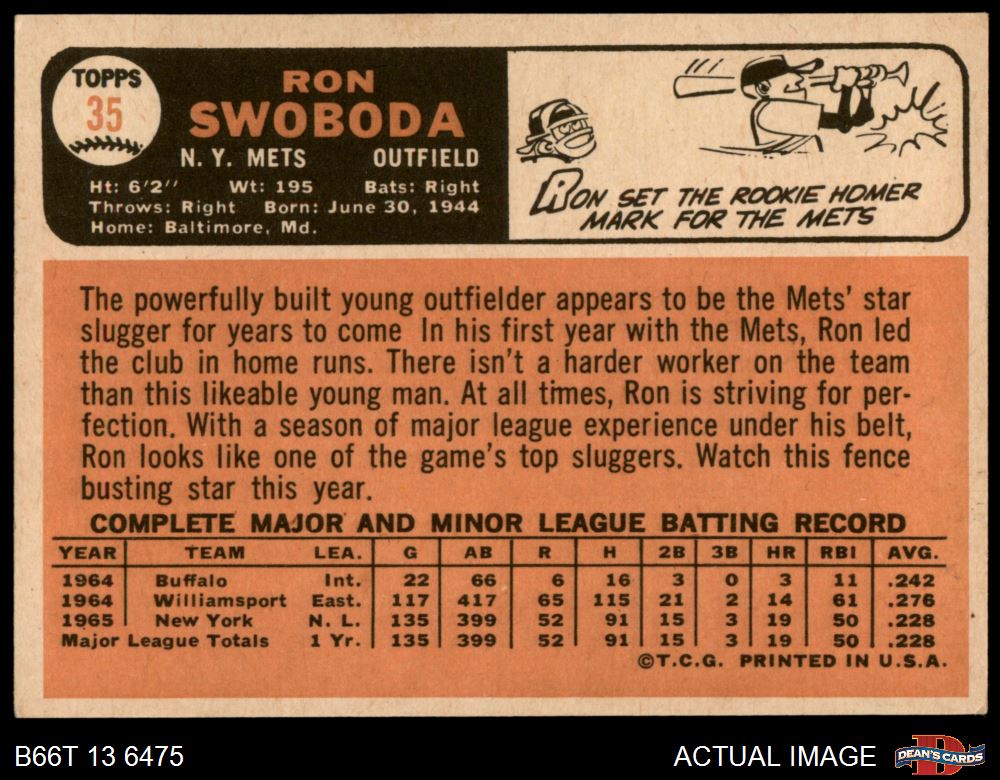 TOPPS
35
RON
SWOBODA
N. Y. METS OUTFIELD
Ht: 6'2'' Wt: 195 Bats: Right
Throws: Right Born: June 30, 1944
Home: Baltimore, Md.
RON SET THE ROOKIE HOMER
MARK FOR THE METS
The powerfully built young outfielder appears to be the Mets' star
slugger for years to come In his first year with the Mets, Ron led
the club in home runs. There isn't a harder worker on the team
than this likeable young man. At all times, Ron is striving for per-
fection. With a season of major league experience under his belt,
Ron looks like one of the game's top sluggers. Watch this fence
busting star this year.
COMPLETE MAJOR AND MINOR LEAGUE BATTING RECORD
YEAR TEAM LEA. G AB R H 2B 3B HR RBI AVG.
1964 Buffalo Int. 22 66 6 16 3 0 3 11 .242
1964 Williamsport East. 117 417 65 115 21 2 14 61 .276
1965 New York N. L. 135 399 52 91 15 3 19 50 .228
Major League Totals 1 Yr. 135 399 52 91 15 3 19 50 .228
©T.C.G. PRINTED IN U.S.A.
B66T 13 6475 ACTUAL IMAGE
DEAN'S CARDS